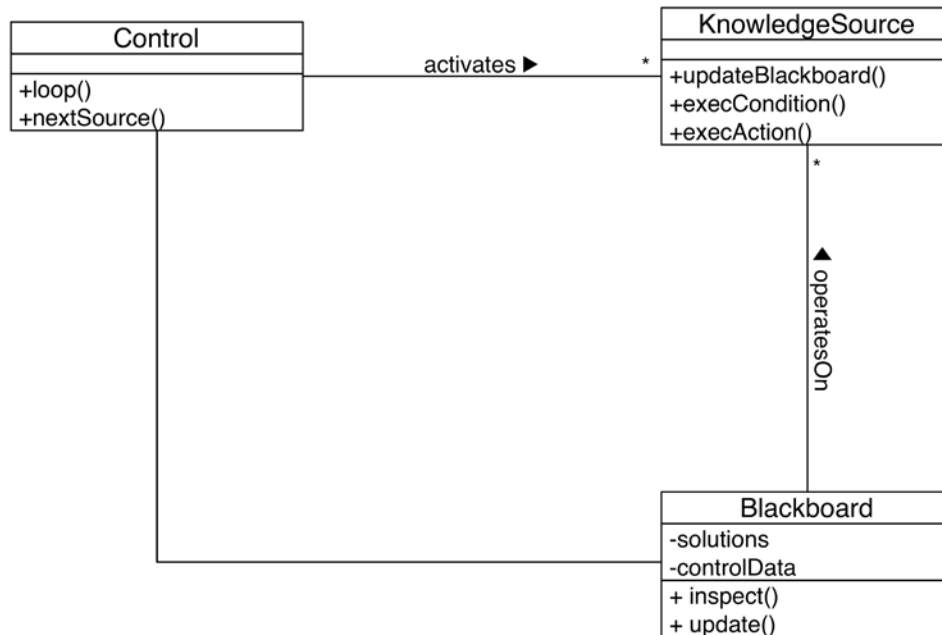 Control
+loop()
+nextSource()
activates ▶
*
KnowledgeSource
+updateBlackboard()
+execCondition()
+execAction()
*
▲ operatesOn
Blackboard
-solutions
-controlData
+ inspect()
+ update()